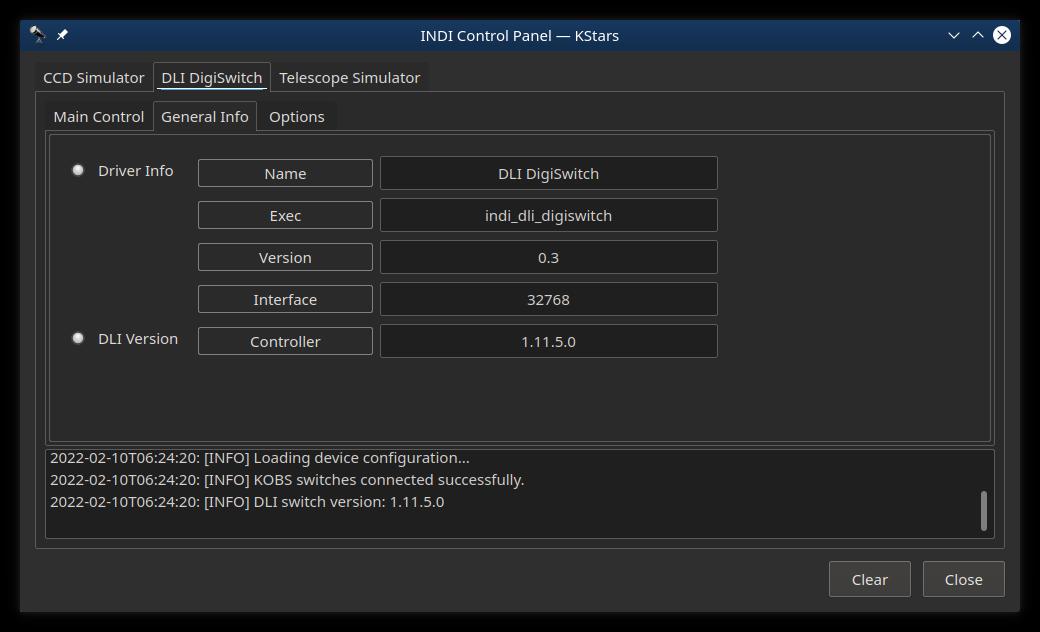 INDI Control Panel — KStars
CCD Simulator DLI DigiSwitch Telescope Simulator
Main Control General Info Options
Driver Info Name DLI DigiSwitch
Exec indi_dli_digiswitch
Version 0.3
Interface 32768
DLI Version Controller 1.11.5.0
2022-02-10T06:24:20: [INFO] Loading device configuration...
2022-02-10T06:24:20: [INFO] KOBS switches connected successfully.
2022-02-10T06:24:20: [INFO] DLI switch version: 1.11.5.0
Clear Close